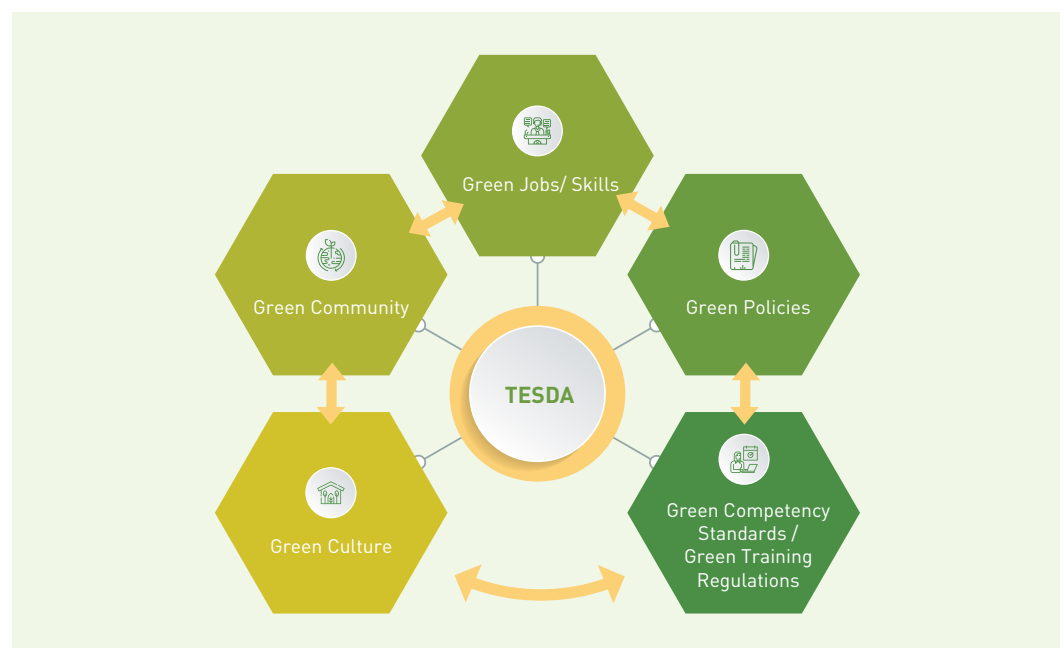 Green Jobs/ Skills
Green Community
Green Policies
TESDA
Green Culture
Green Competency
Standards /
Green Training
Regulations